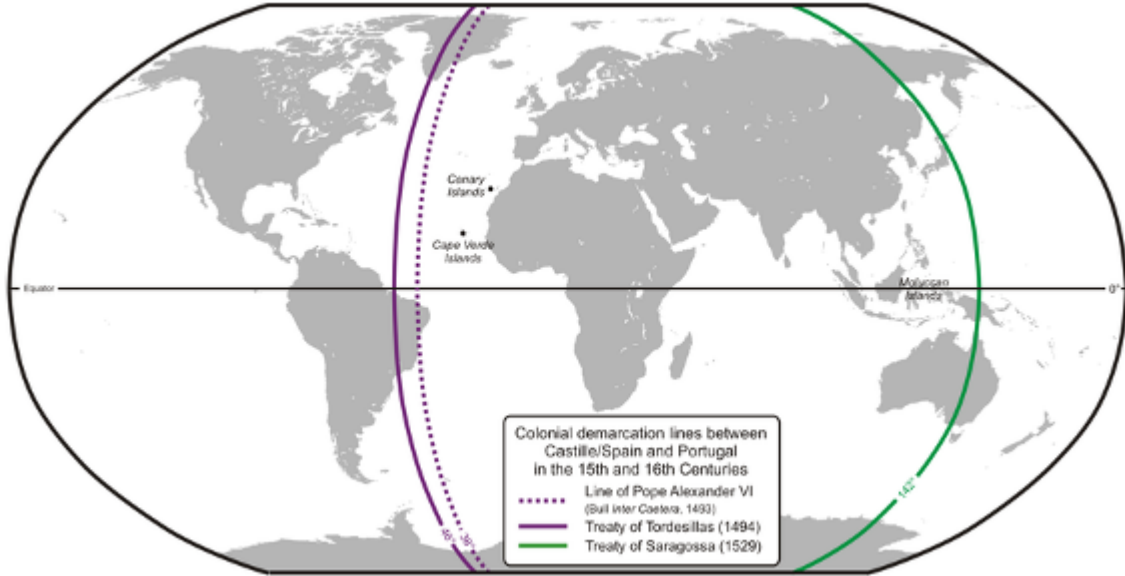 Canary
Islands
Cape Verde
Islands
Equator
Moluccan
Islands
0°
Colonial demarcation lines between
Castille/Spain and Portugal
in the 15th and 16th Centuries
Line of Pope Alexander VI
(Bull Inter Caetera, 1493)
Treaty of Tordesillas (1494)
Treaty of Saragossa (1529)
46°
38°
142°